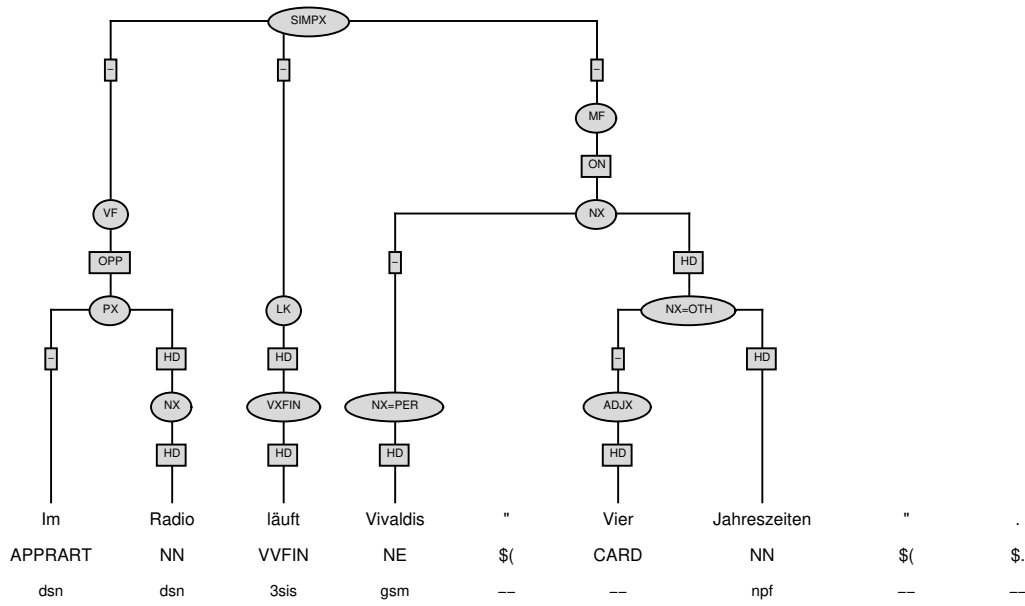 SIMPX
– – –
MF
ON
VF NX
OPP – HD
PX LK NX=OTH
– HD HD – HD
NX VXFIN NX=PER ADJX
HD HD HD HD
Im Radio läuft Vivaldis " Vier Jahreszeiten " .
APPRART NN VVFIN NE $( CARD NN $( $.
dsn dsn 3sis gsm −− −− npf −− −−